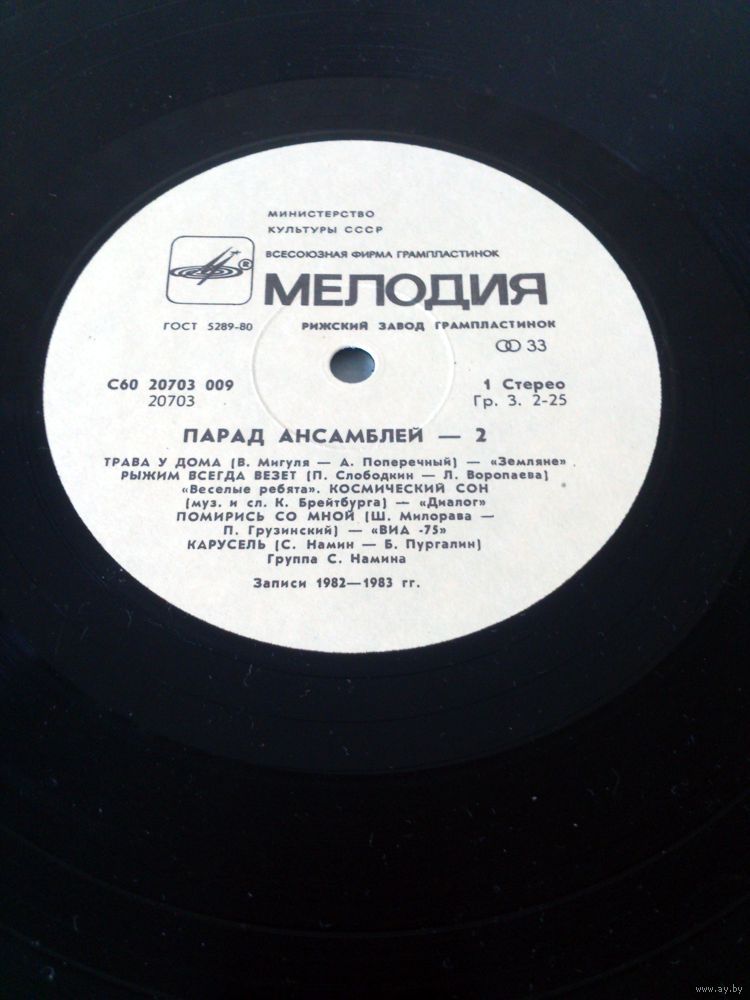 МИНИСТЕРСТВО
КУЛЬТУРЫ СССР
ВСЕСОЮЗНАЯ ФИРМА ГРАМПЛАСТИНОК
®
МЕЛОДИЯ
ГОСТ 5289-80 РИЖСКИЙ ЗАВОД ГРАМПЛАСТИНОК
33
С60 20703 009 1 Стерео
20703 Гр. 3. 2-25
ПАРАД АНСАМБЛЕЙ — 2
ТРАВА У ДОМА (В. Мигуля — А. Поперечный) — «Земляне»
РЫЖИМ ВСЕГДА ВЕЗЕТ (П. Слободкин — Л. Воропаева)
«Веселые ребята». КОСМИЧЕСКИЙ СОН
(муз. и сл. К. Брейтбурга) — «Диалог»
ПОМИРИСЬ СО МНОЙ (Ш. Милорава —
П. Грузинский) — «ВИА -75»
КАРУСЕЛЬ (С. Намин — Б. Пургалин)
Группа С. Намина
Записи 1982—1983 гг.
www.ay.by